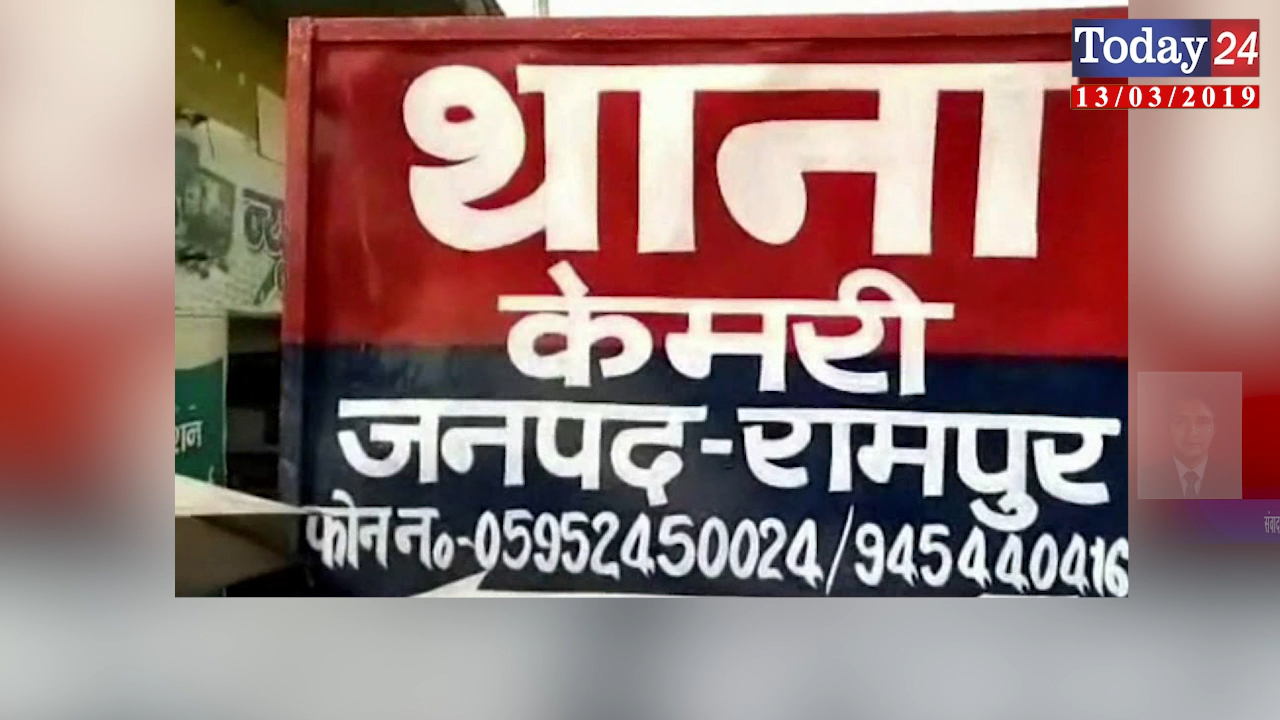 Today 24
13/03/2019
थाना
केमरी
जनपद-रामपुर
फोन न०-05952450024/945440416